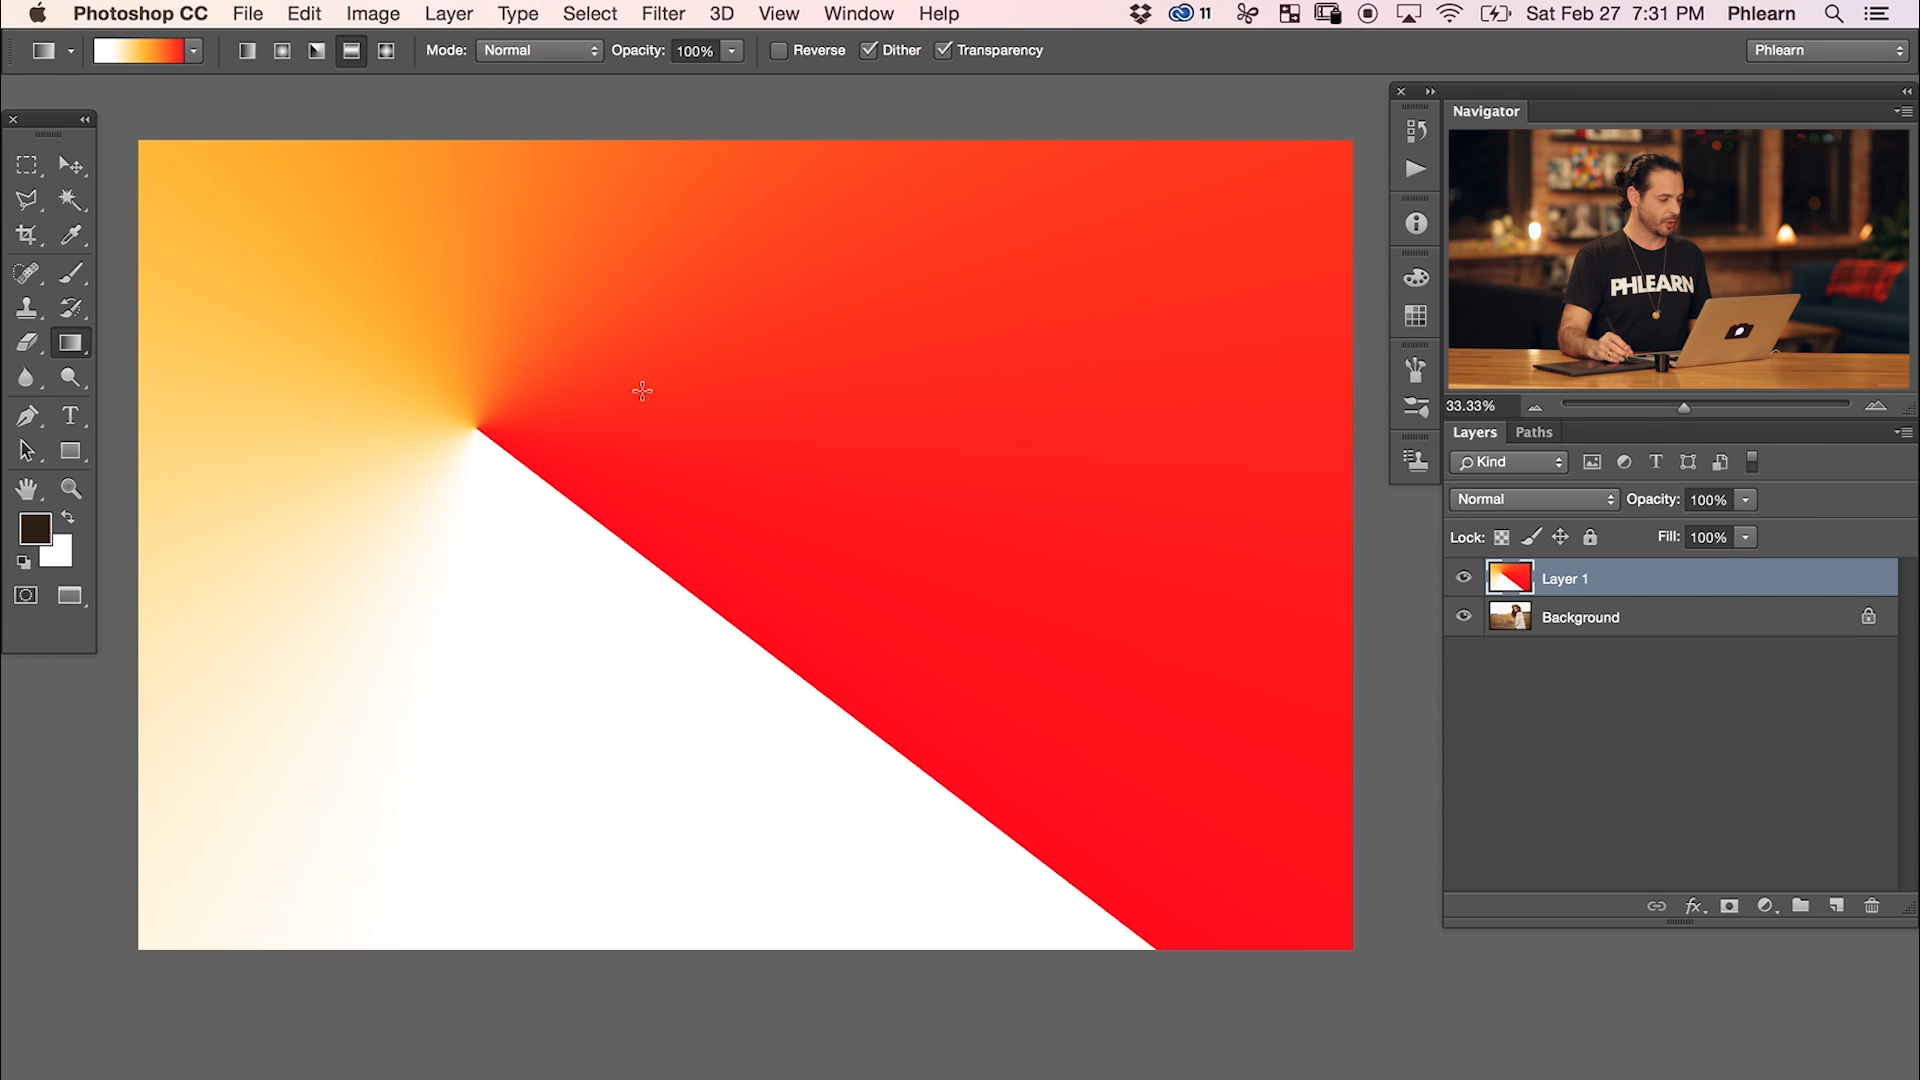 Photoshop CC File Edit Image Layer Type Select Filter 3D View Window Help 11 Sat Feb 27 7:31 PM Phlearn
Mode: Normal Opacity: 100% Reverse Dither Transparency Phlearn
Navigator
PHLEARN
33.33%
Layers Paths
Kind
Normal Opacity: 100%
Lock: Fill: 100%
Layer 1
Background